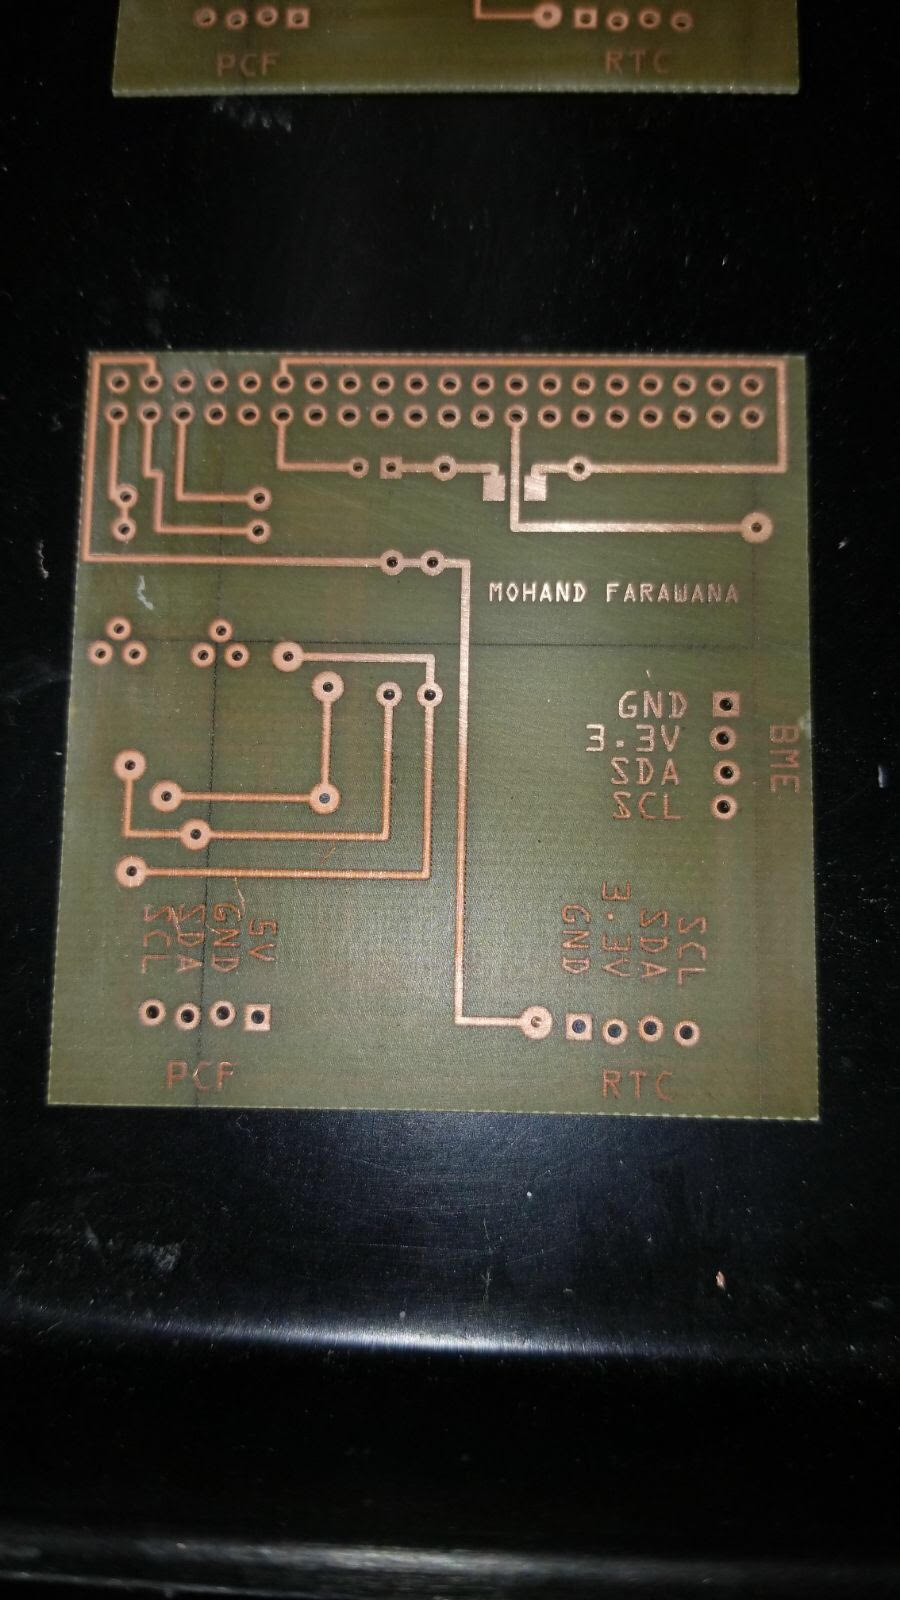 PCF
RTC
MOHAND FARAWANA
GND
3.3V
SDA
SCL
BME
SCL
SDA
GND
5V
GND
3.3V
SDA
SCL
PCF
RTC